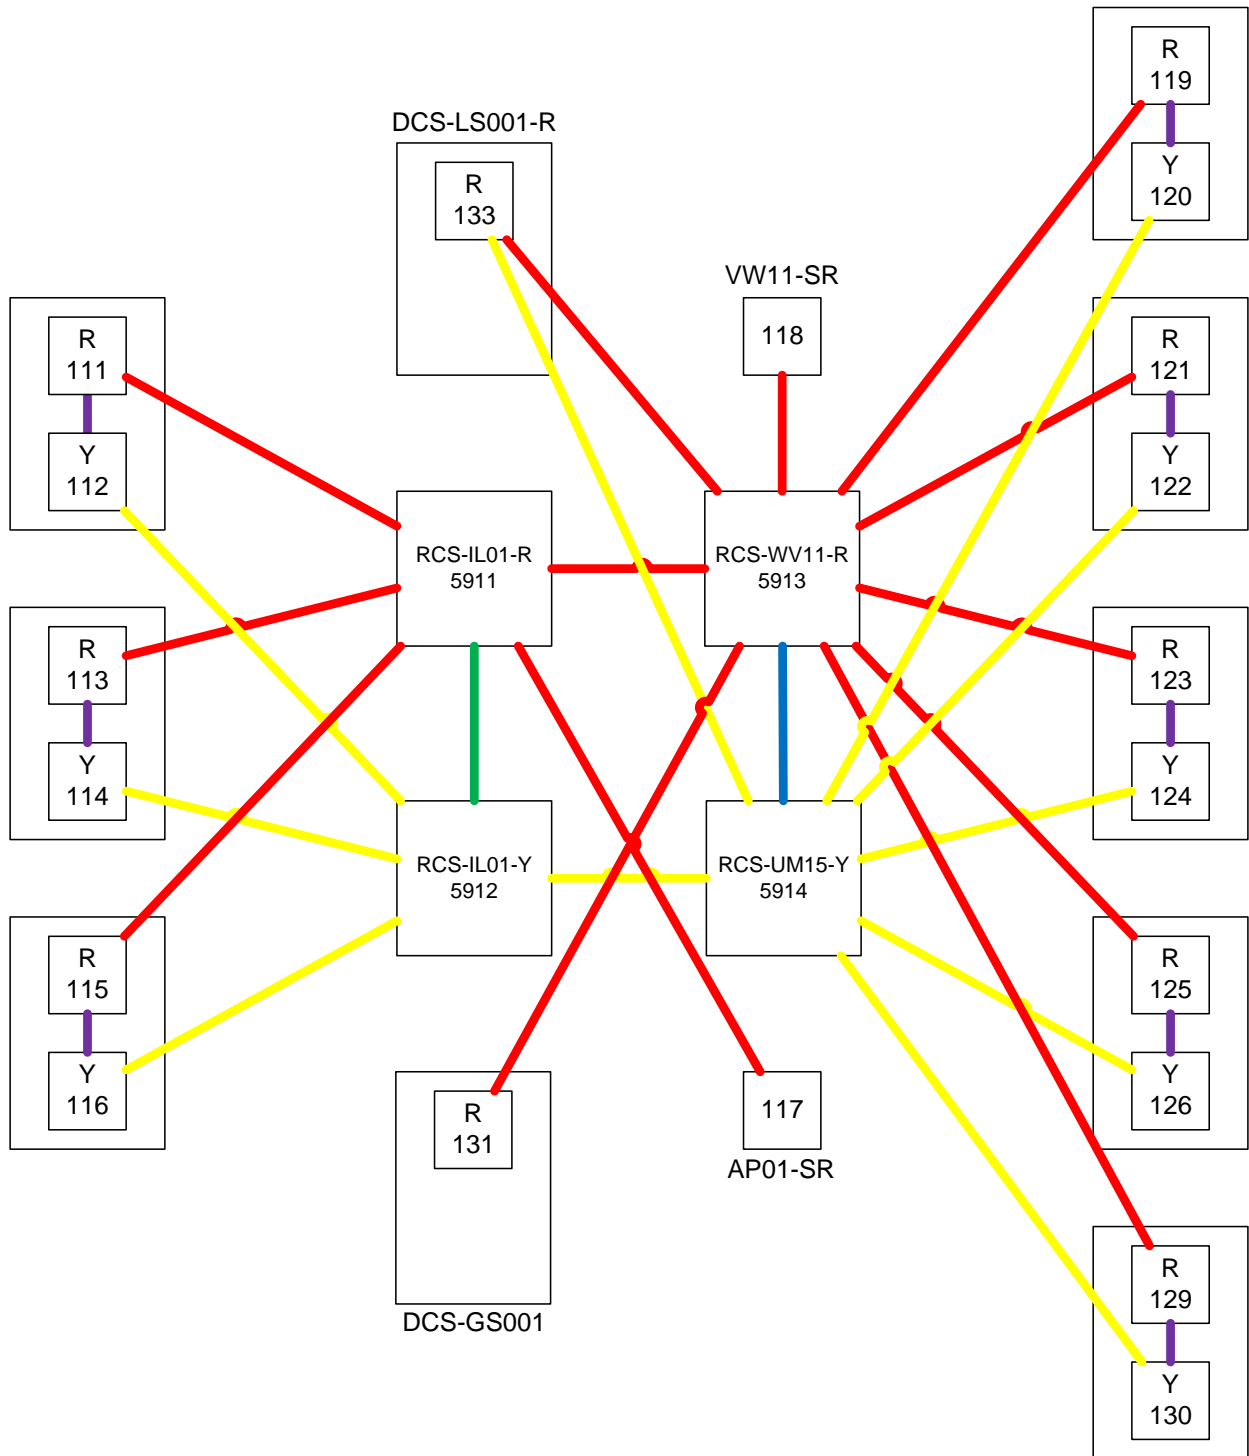 R
119
Y
120
DCS-LS001-R
R
133
VW11-SR
118
R
111
Y
112
R
121
Y
122
RCS-IL01-R
5911
RCS-WV11-R
5913
R
113
Y
114
R
123
Y
124
RCS-IL01-Y
5912
RCS-UM15-Y
5914
R
115
Y
116
R
125
Y
126
R
131
DCS-GS001
117
AP01-SR
R
129
Y
130